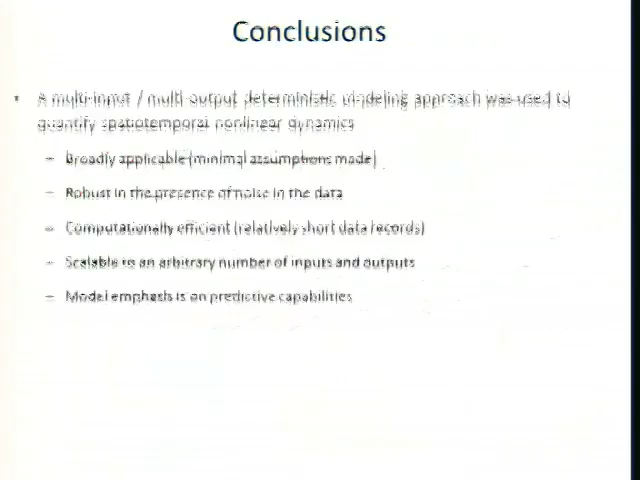 Conclusions
• A multi-input / multi-output deterministic modeling approach was used to
quantify spatiotemporal nonlinear dynamics
– Broadly applicable (minimal assumptions made)
– Robust in the presence of noise in the data
– Computationally efficient (relatively short data records)
– Scalable to an arbitrary number of inputs and outputs
– Model emphasis on predictive capabilities